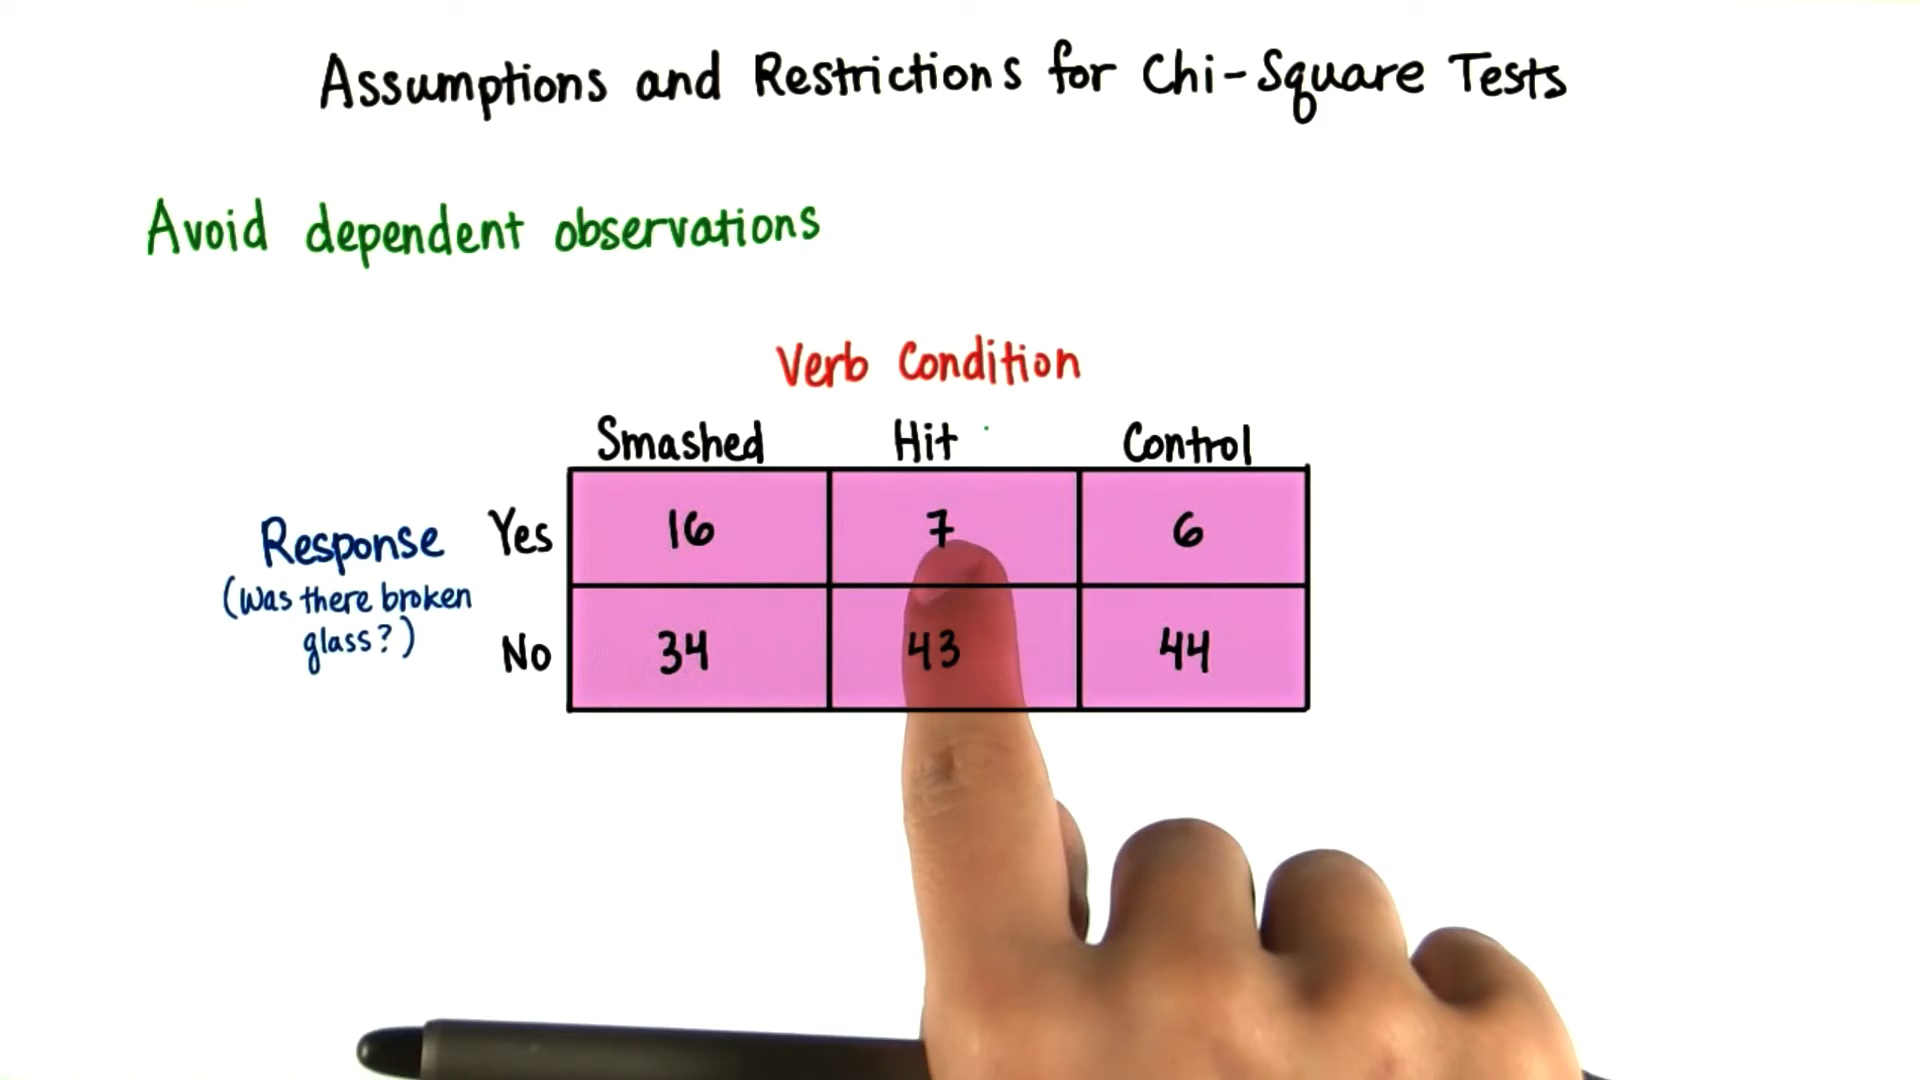 Assumptions and Restrictions for Chi-Square Tests
Avoid dependent observations
Verb Condition
Smashed Hit Control
Response Yes 16 7 6
(Was there broken
glass?)
No 34 43 44